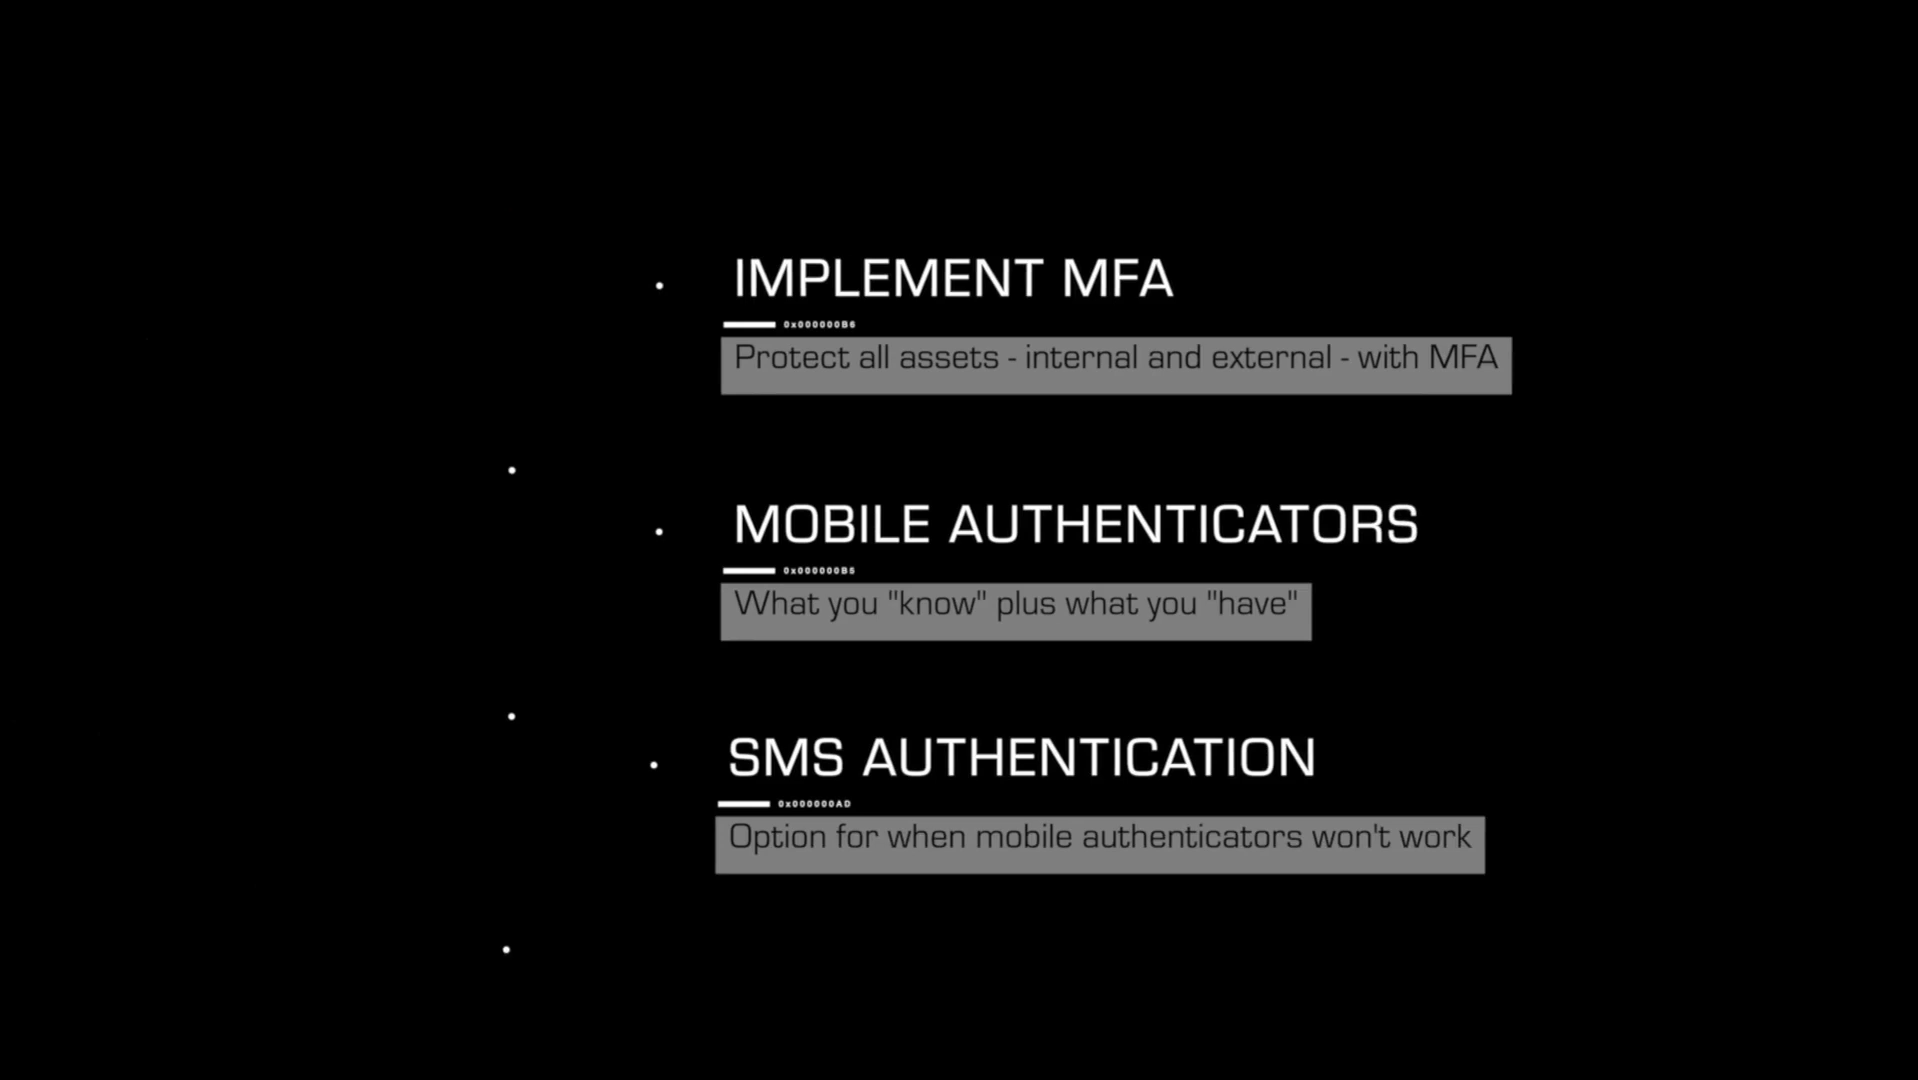 IMPLEMENT MFA
0x000000B6
Protect all assets - internal and external - with MFA
MOBILE AUTHENTICATORS
0x000000B5
What you "know" plus what you "have"
SMS AUTHENTICATION
0x000000AD
Option for when mobile authenticators won't work